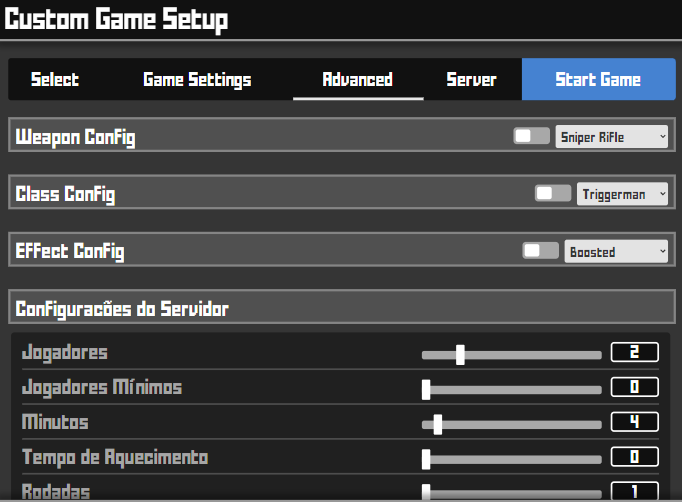 Custom Game Setup
Select Game Settings Advanced Server Start Game
Weapon Config Sniper Rifle
Class Config Triggerman
Effect Config Boosted
Configuracões do Servidor
Jogadores 2
Jogadores Mínimos 0
Minutos 4
Tempo de Aquecimento 0
Rodadas 1